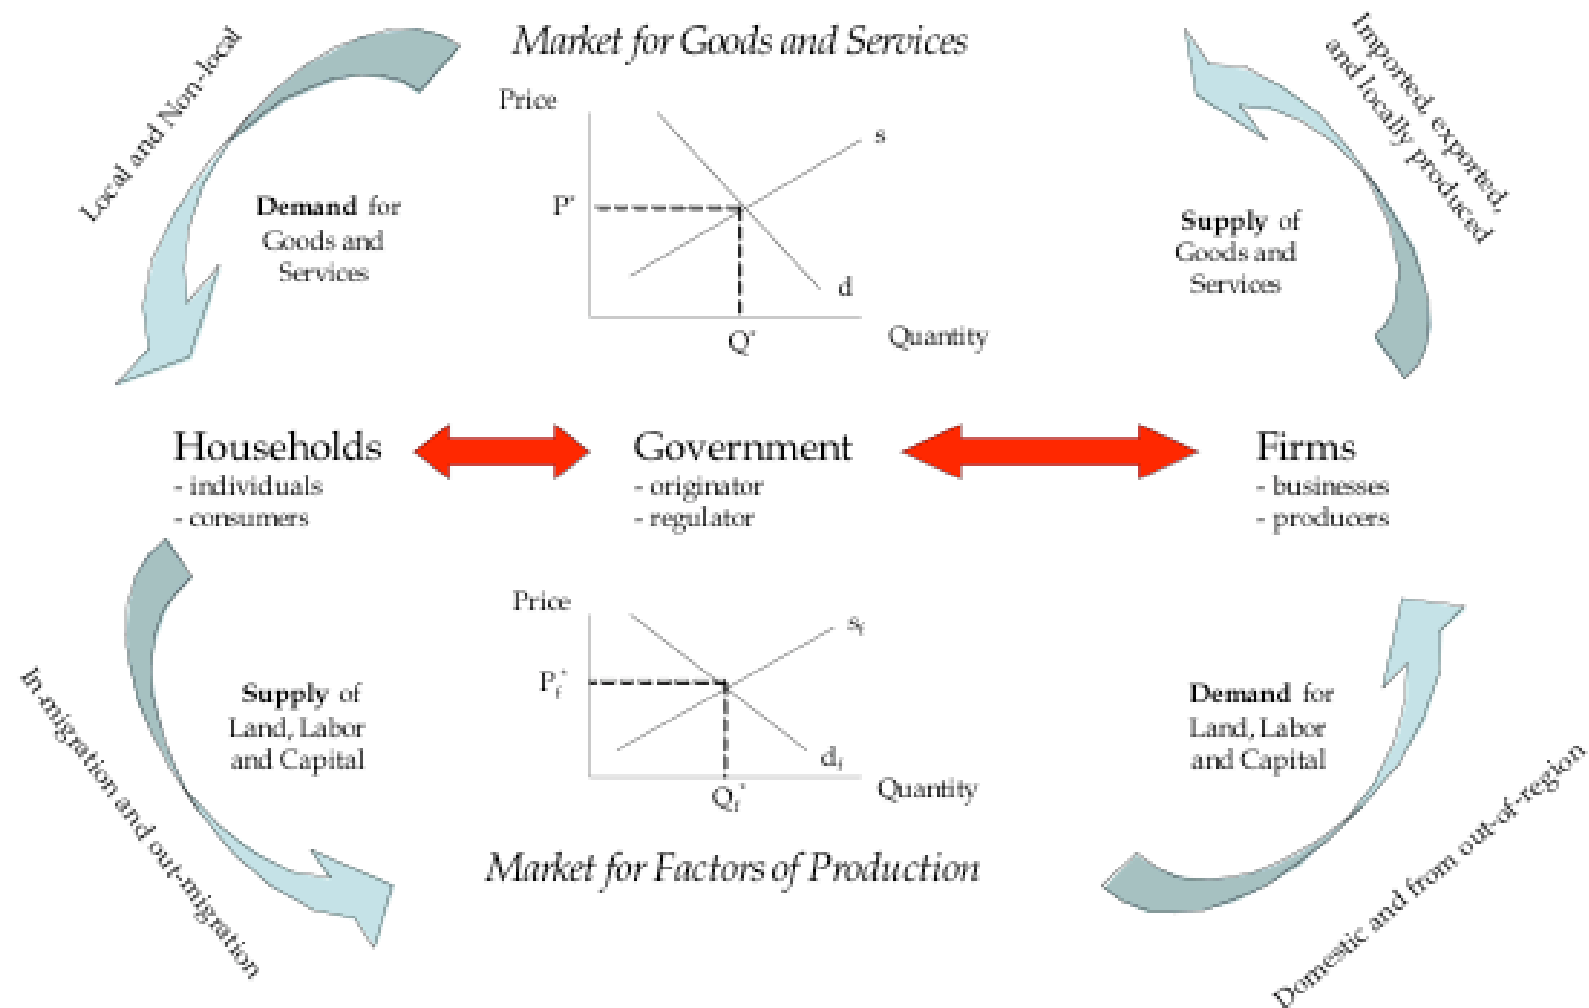 Market for Goods and Services
Local and Non-local
Imported, exported,
and locally produced
Price
s
P*
d
Q*
Quantity
Demand for
Goods and
Services
Supply of
Goods and
Services
Households
- individuals
- consumers
Government
- originator
- regulator
Firms
- businesses
- producers
Price
sf
Pf*
df
Qf*
Quantity
Supply of
Land, Labor
and Capital
Demand for
Land, Labor
and Capital
In-migration and out-migration
Domestic and from out-of-region
Market for Factors of Production